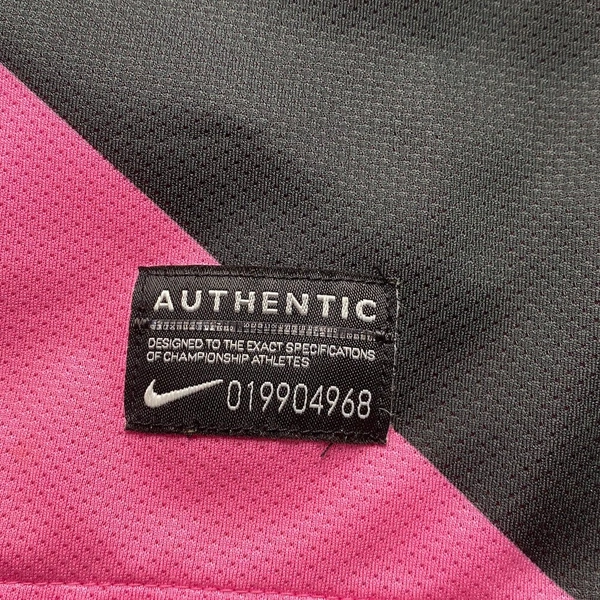 AUTHENTIC
DESIGNED TO THE EXACT SPECIFICATIONS
OF CHAMPIONSHIP ATHLETES
019904968